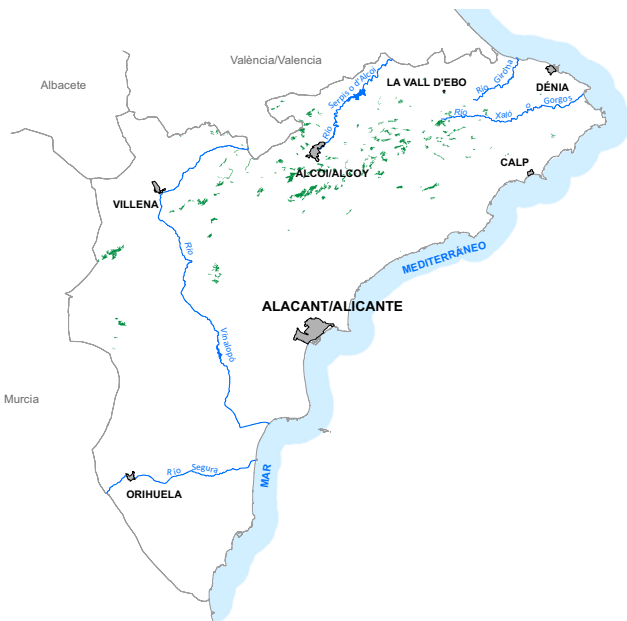 València/Valencia
Albacete
LA VALL D'EBO
Río Girona
DÉNIA
Río Serpis o d'Alcoi
Río Xaló o Gorgos
ALCOI/ALCOY
CALP
VILLENA
Río Vinalopó
MAR MEDITERRÁNEO
ALACANT/ALICANTE
Murcia
Río Segura
ORIHUELA